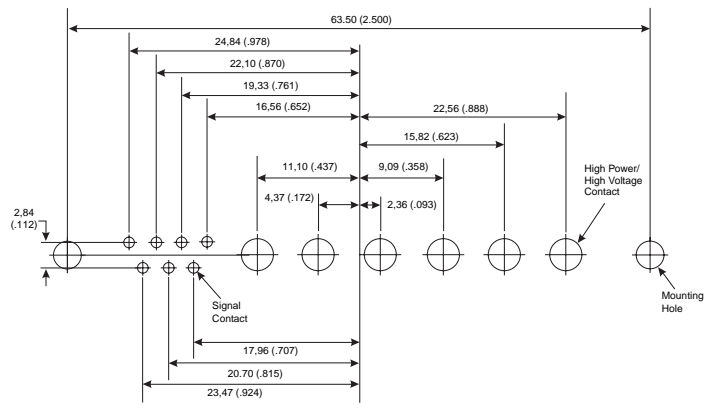 63.50 (2.500)
24,84 (.978)
22,10 (.870)
19,33 (.761)
16,56 (.652)
22,56 (.888)
15,82 (.623)
11,10 (.437)
9,09 (.358)
High Power/
High Voltage
Contact
4,37 (.172)
2,36 (.093)
2,84
(.112)
Signal
Contact
Mounting
Hole
17,96 (.707)
20.70 (.815)
23,47 (.924)